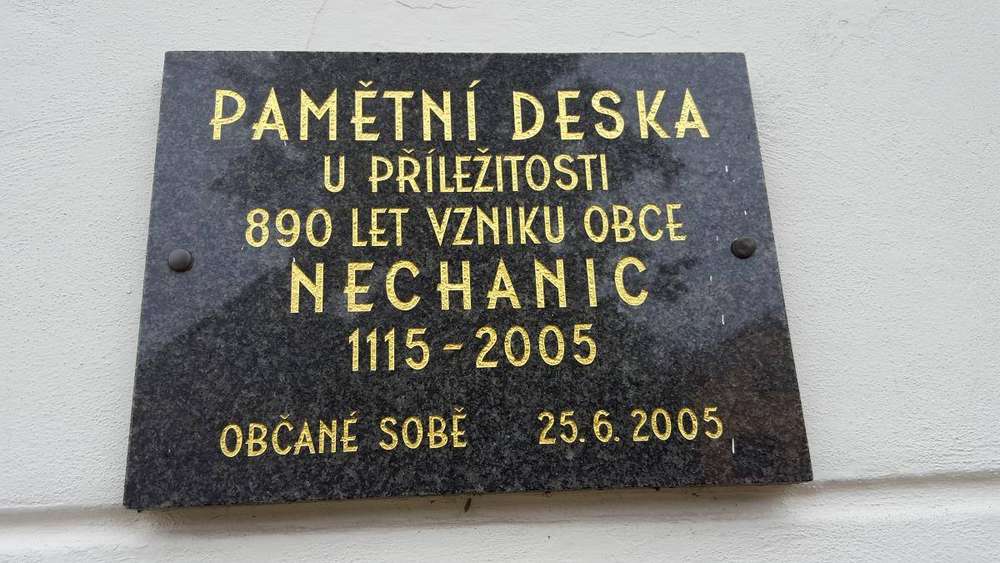 PAMĚTNÍ DESKA
U PŘÍLEŽITOSTI
890 LET VZNIKU OBCE
NECHANIC
1115 - 2005
OBČANÉ SOBĚ 25. 6. 2005